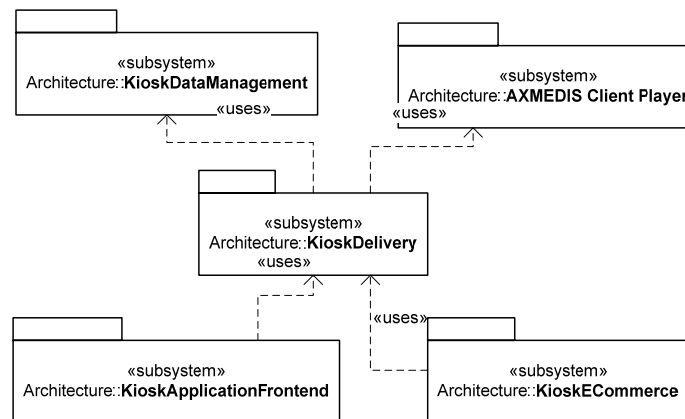 «subsystem»
Architecture::KioskDataManagement
«uses»
«subsystem»
Architecture::AXMEDIS Client Player
«uses»
«subsystem»
Architecture::KioskDelivery
«uses»
«uses»
«subsystem»
Architecture::KioskApplicationFrontend
«subsystem»
Architecture::KioskECommerce